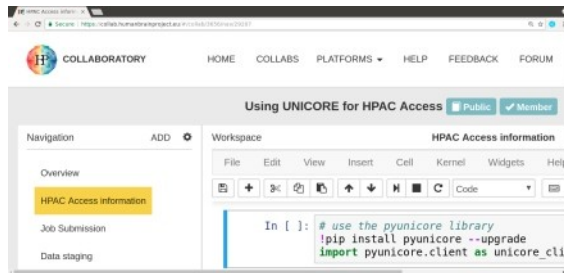 HPAC Access informa
Secure https://collab.humanbrainproject.eu/#/collab/3656/nav/29147
HP COLLABORATORY HOME COLLABS PLATFORMS HELP FEEDBACK FORUM
Using UNICORE for HPAC Access Public Member
Navigation ADD Workspace HPAC Access information
File Edit View Insert Cell Kernel Widgets Help
Overview
HPAC Access information
Code
Job Submission
In [ ]: # use the pyunicore library
!pip install pyunicore --upgrade
Data staging
import pyunicore.client as unicore_cli